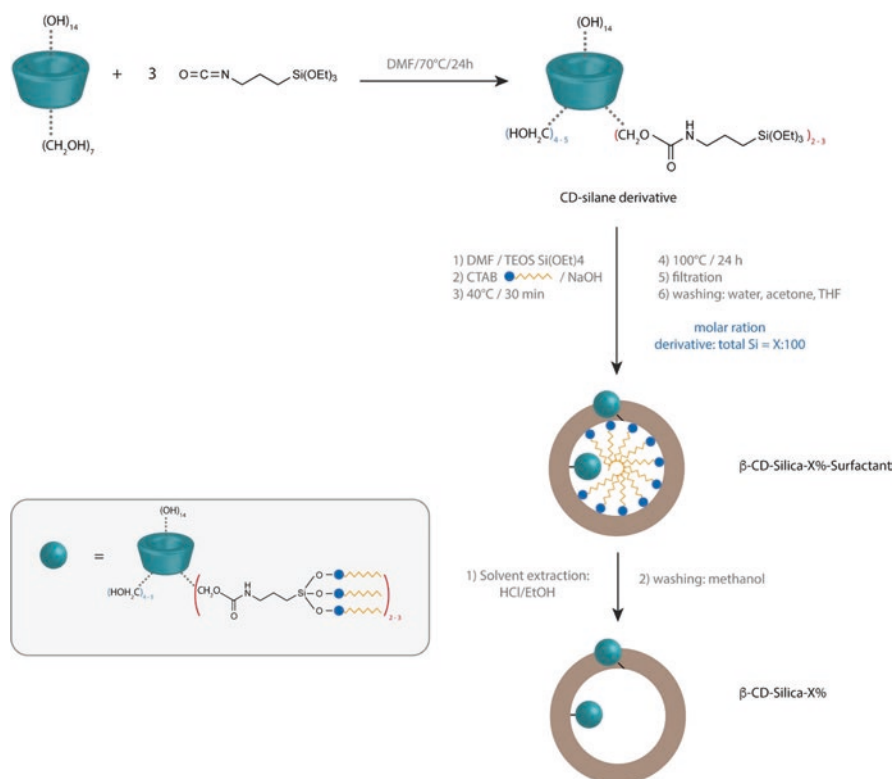 (OH)14
+ 3 O=C=N Si(OEt)3
DMF/70°C/24h
(CH2OH)7
(OH)14
(HOH2C)4-5 (CH2O N H O Si(OEt)3)2-3
CD-silane derivative
1) DMF / TEOS Si(OEt)4
2) CTAB / NaOH
3) 40°C / 30 min
4) 100°C / 24 h
5) filtration
6) washing: water, acetone, THF
molar ration
derivative: total Si = X:100
β-CD-Silica-X%-Surfactant
1) Solvent extraction:
HCl/EtOH
2) washing: methanol
β-CD-Silica-X%
=
(OH)14
(HOH2C)4-5 (CH2O O H N Si O O O)2-3